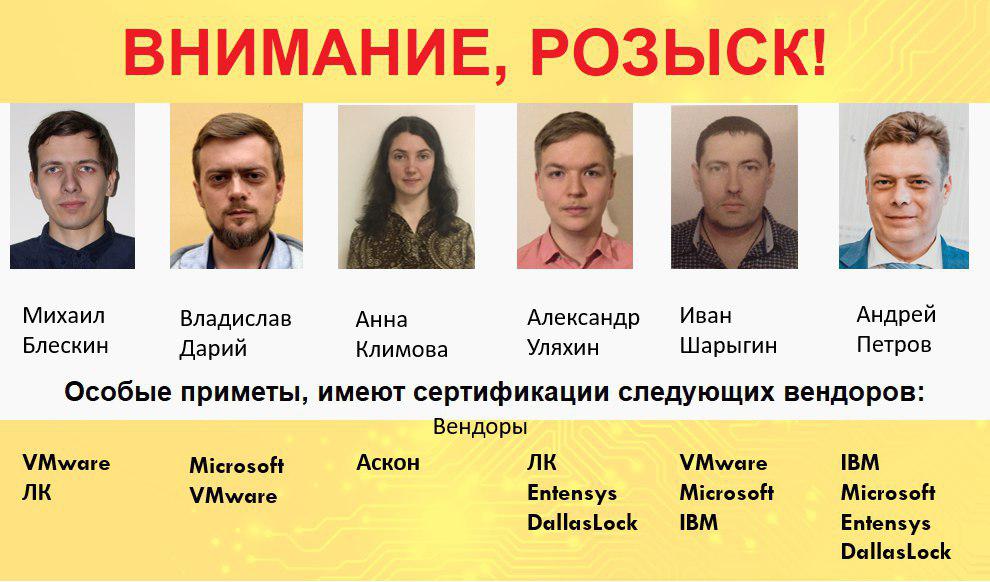 ВНИМАНИЕ, РОЗЫСК!
Михаил
Блескин
Владислав
Дарий
Анна
Климова
Александр
Уляхин
Иван
Шарыгин
Андрей
Петров
Особые приметы, имеют сертификации следующих вендоров:
Вендоры
VMware
ЛК
Microsoft
VMware
Аскон
ЛК
Entensys
DallasLock
VMware
Microsoft
IBM
IBM
Microsoft
Entensys
DallasLock